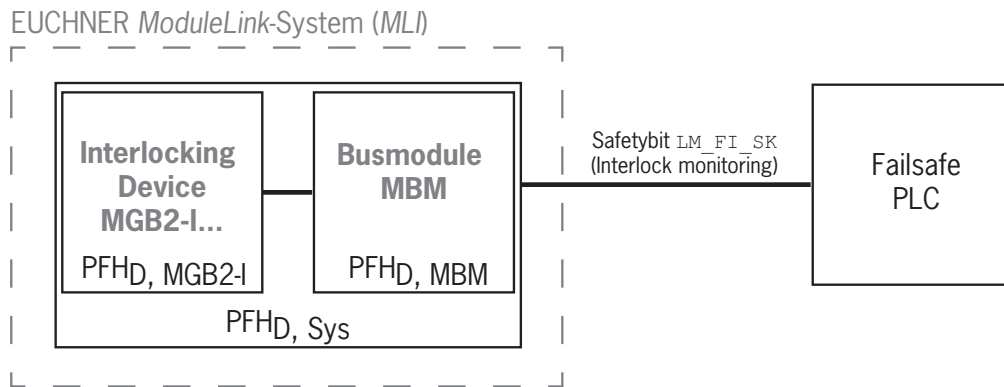 EUCHNER ModuleLink-System (MLI)
Interlocking
Device
MGB2-I...
PFHD, MGB2-I
Busmodule
MBM
PFHD, MBM
PFHD, Sys
Safetybit LM_FI_SK
(Interlock monitoring)
Failsafe
PLC